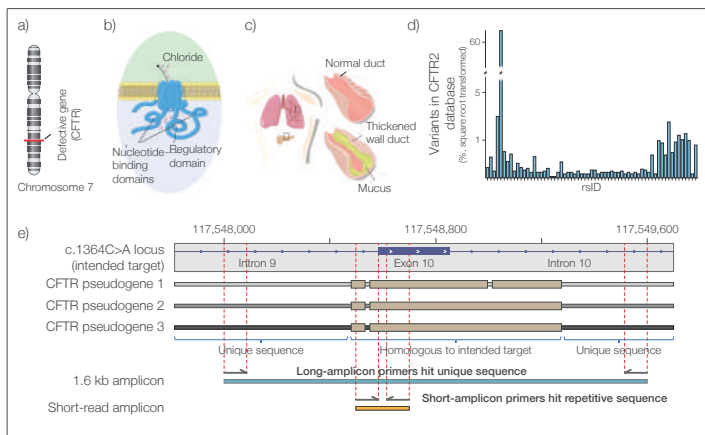 a)
Defective gene
(CFTR)
Chromosome 7
b)
Chloride
Nucleotide
binding
domains
Regulatory
domain
c)
Normal duct
Thickened
wall duct
Mucus
d)
Variants in CFTR2
database
(%, square root transformed)
60
5
1
rsID
e)
117,548,000
117,548,800
117,549,600
c.1364C>A locus
(intended target)
Intron 9
Exon 10
Intron 10
CFTR pseudogene 1
CFTR pseudogene 2
CFTR pseudogene 3
Unique sequence
Homologous to intended target
Unique sequence
Long-amplicon primers hit unique sequence
1.6 kb amplicon
Short-amplicon primers hit repetitive sequence
Short-read amplicon